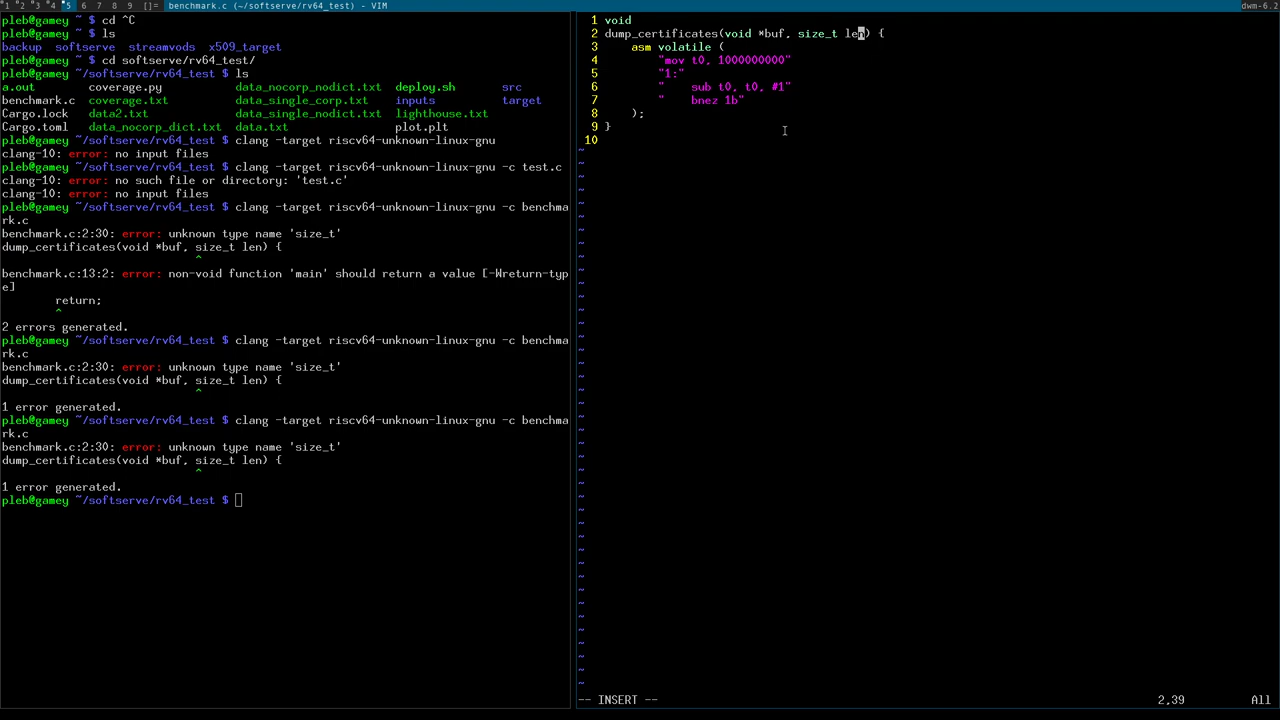 1 2 3 4 5 6 7 8 9 []= benchmark.c (~/softserve/rv64_test) - VIM dwm-6.2
pleb@gamey ~ $ cd ^C
pleb@gamey ~ $ ls
backup softserve streamvods x509_target
pleb@gamey ~ $ cd softserve/rv64_test/
pleb@gamey ~/softserve/rv64_test $ ls
a.out coverage.py data_nocorp_nodict.txt deploy.sh src
benchmark.c coverage.txt data_single_corp.txt inputs target
Cargo.lock data2.txt data_single_nodict.txt lighthouse.txt
Cargo.toml data_nocorp_dict.txt data.txt plot.plt
pleb@gamey ~/softserve/rv64_test $ clang -target riscv64-unknown-linux-gnu
clang-10: error: no input files
pleb@gamey ~/softserve/rv64_test $ clang -target riscv64-unknown-linux-gnu -c test.c
clang-10: error: no such file or directory: 'test.c'
clang-10: error: no input files
pleb@gamey ~/softserve/rv64_test $ clang -target riscv64-unknown-linux-gnu -c benchma
rk.c
benchmark.c:2:30: error: unknown type name 'size_t'
dump_certificates(void *buf, size_t len) {
^
benchmark.c:13:2: error: non-void function 'main' should return a value [-Wreturn-typ
e]
return;
^
2 errors generated.
pleb@gamey ~/softserve/rv64_test $ clang -target riscv64-unknown-linux-gnu -c benchma
rk.c
benchmark.c:2:30: error: unknown type name 'size_t'
dump_certificates(void *buf, size_t len) {
^
1 error generated.
pleb@gamey ~/softserve/rv64_test $ clang -target riscv64-unknown-linux-gnu -c benchma
rk.c
benchmark.c:2:30: error: unknown type name 'size_t'
dump_certificates(void *buf, size_t len) {
^
1 error generated.
pleb@gamey ~/softserve/rv64_test $
1 void
2 dump_certificates(void *buf, size_t len) {
3 asm volatile (
4 "mov t0, 1000000000"
5 "1:"
6 " sub t0, t0, #1"
7 " bnez 1b"
8 );
9 }
10
-- INSERT -- 2,39 All